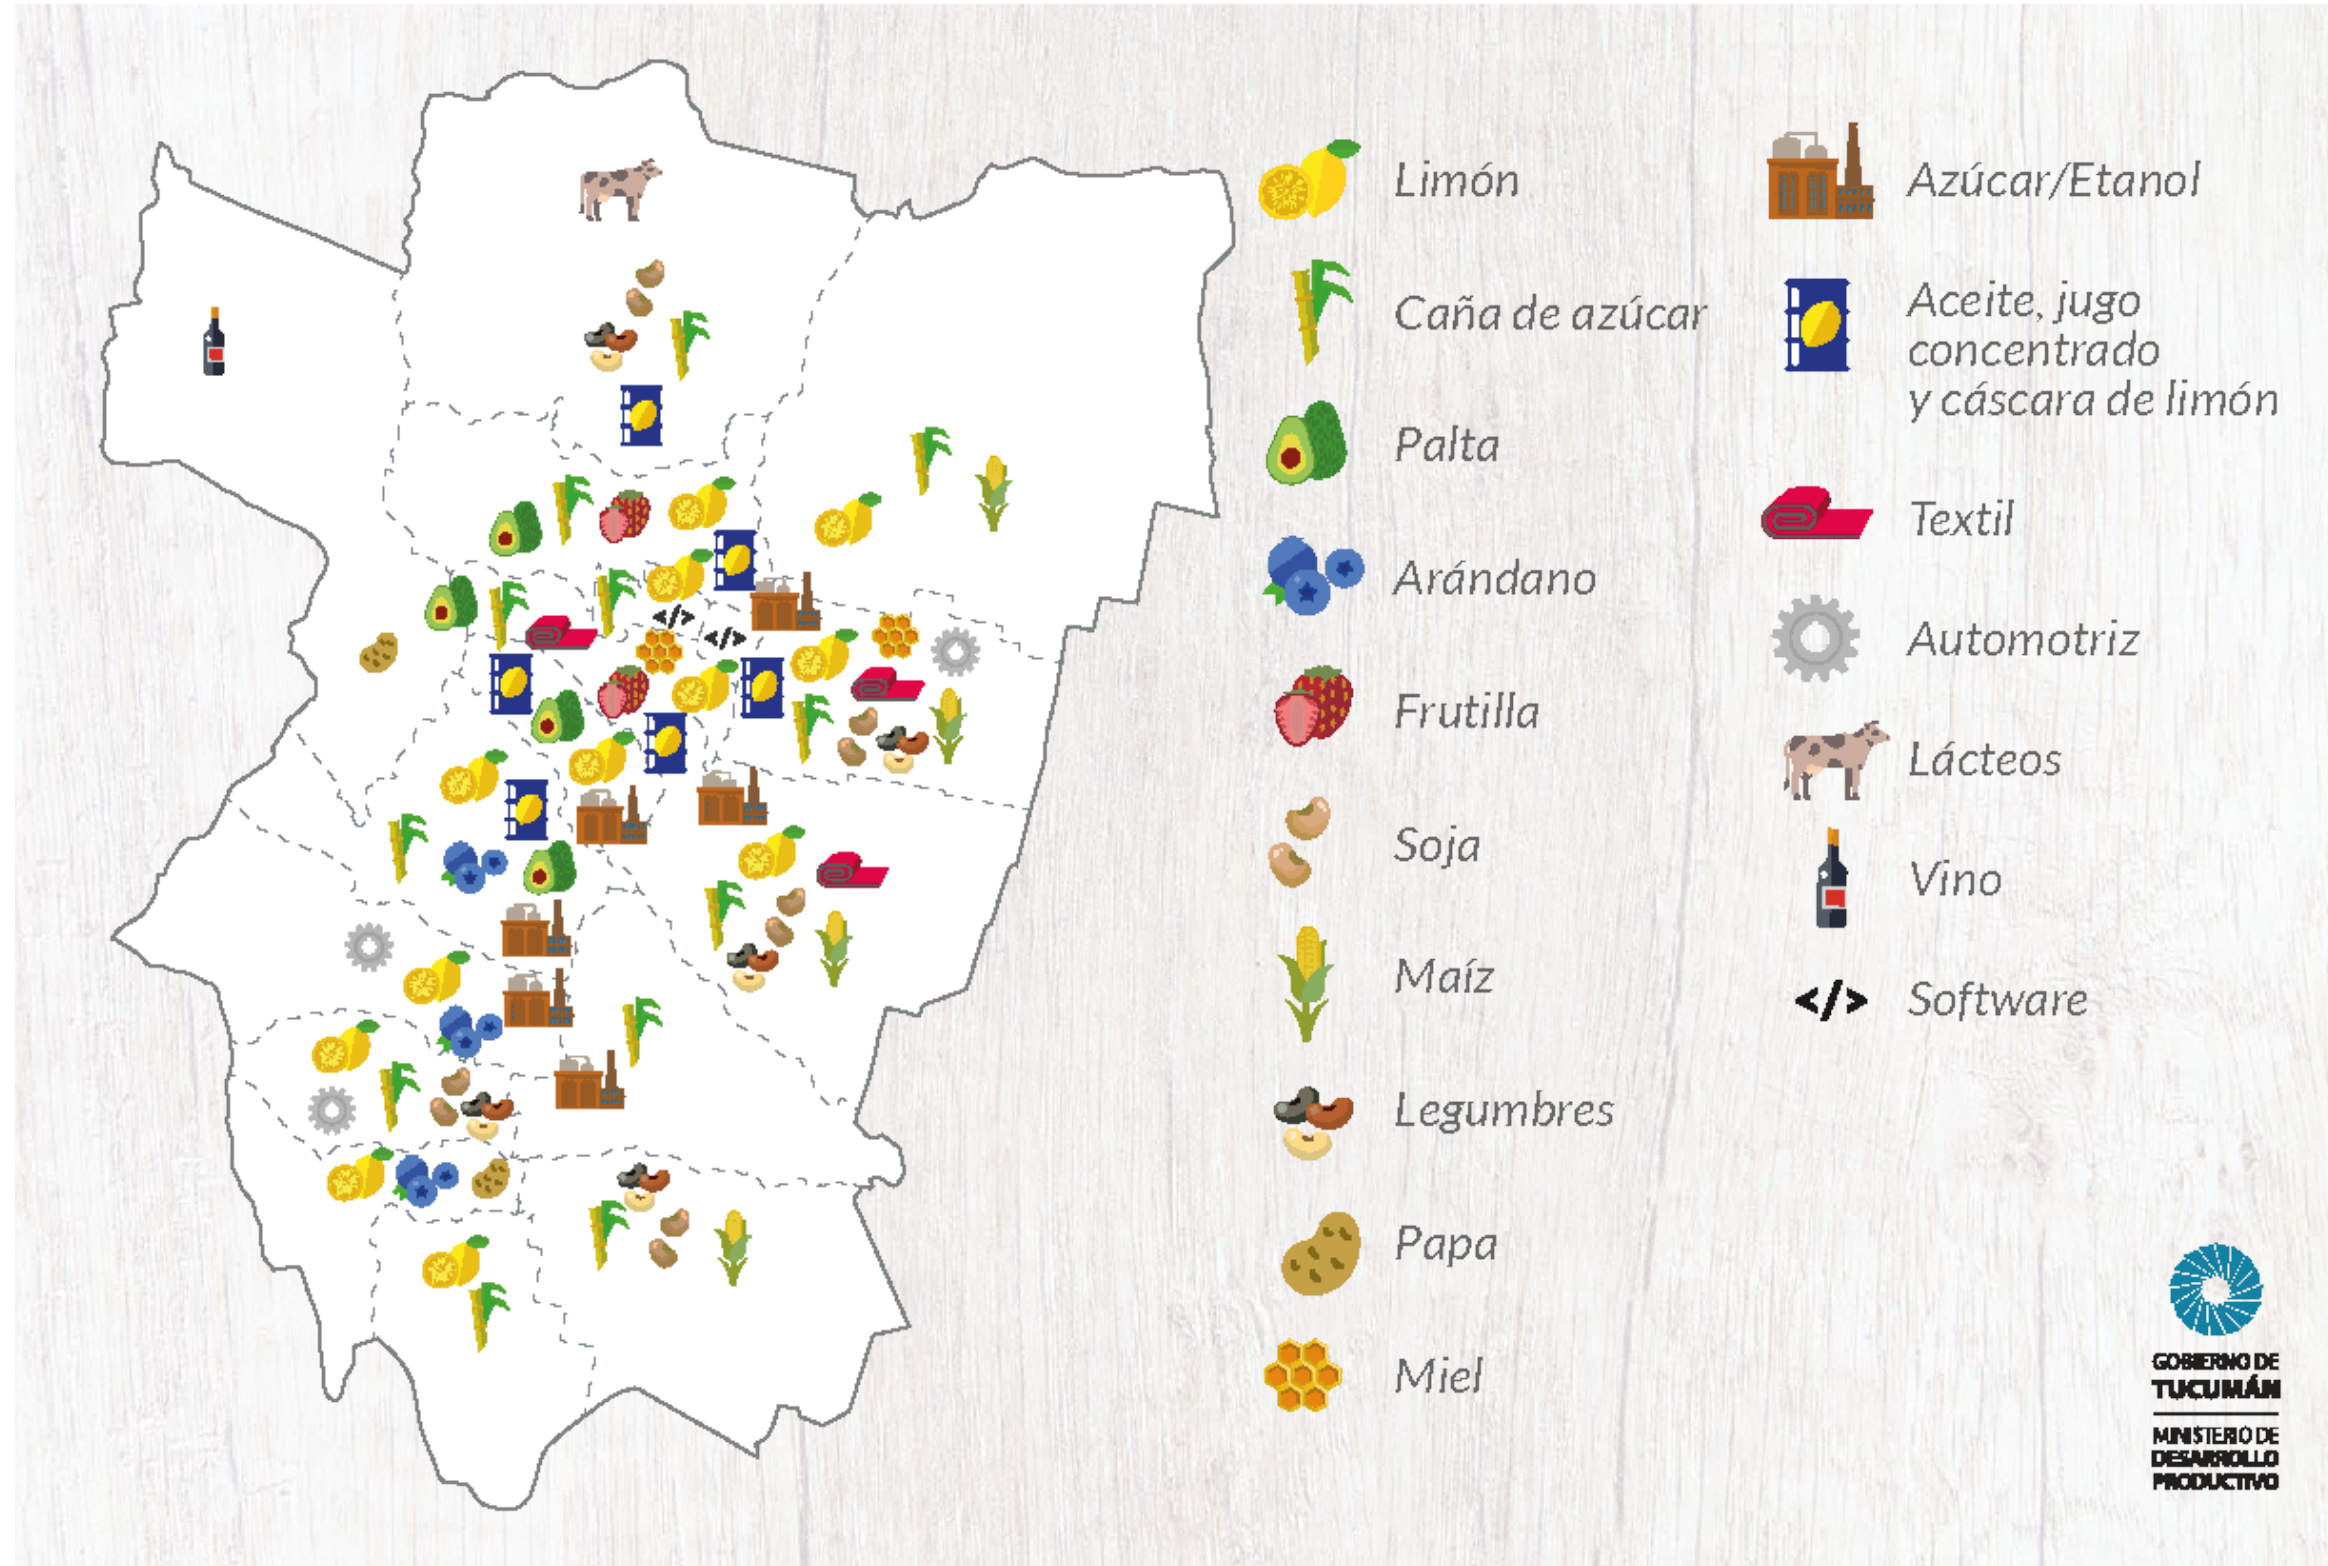 Limón
Caña de azúcar
Palta
Arándano
Frutilla
Soja
Maíz
Legumbres
Papa
Miel
Azúcar/Etanol
Aceite, jugo
concentrado
y cáscara de limón
Textil
Automotriz
Lácteos
Vino
</> Software
</>
</>
GOBIERNO DE
TUCUMÁN
MINISTERIO DE
DESARROLLO
PRODUCTIVO